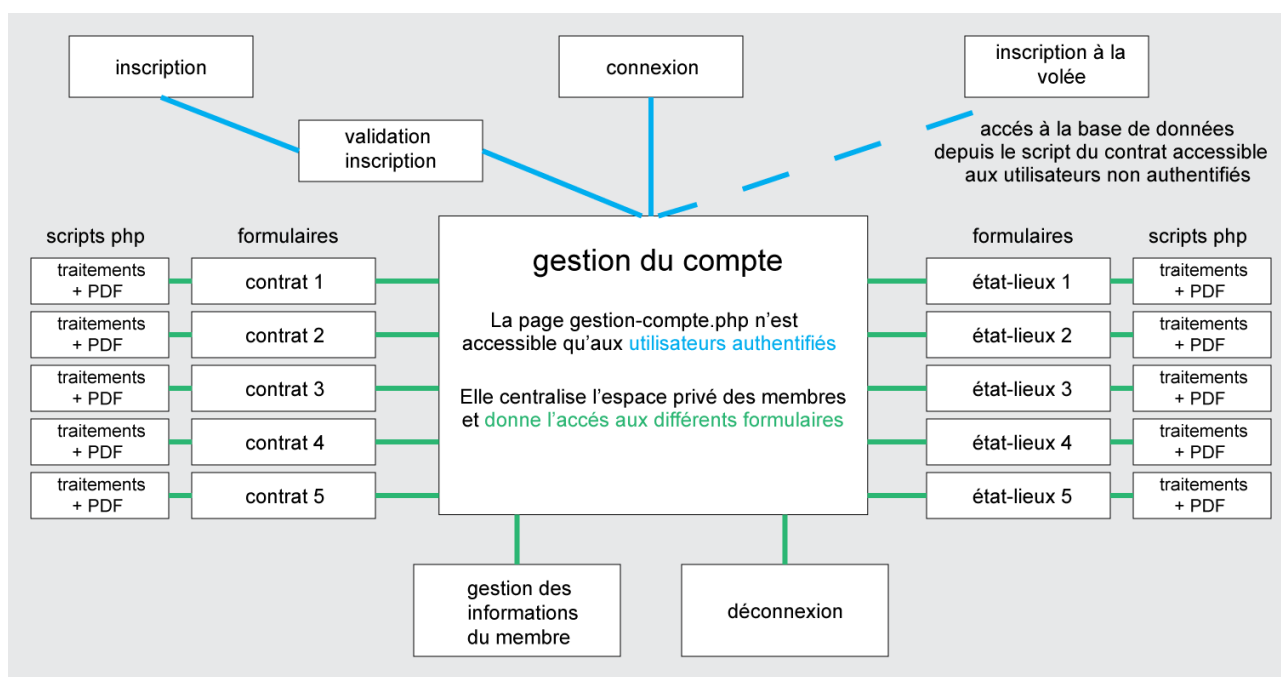 inscription
connexion
inscription à la
volée
validation
inscription
accés à la base de données
depuis le script du contrat accessible
aux utilisateurs non authentifiés
scripts php
formulaires
gestion du compte
La page gestion-compte.php n’est
accessible qu’aux utilisateurs authentifiés
Elle centralise l’espace privé des membres
et donne l’accés aux différents formulaires
formulaires
scripts php
traitements
+ PDF
contrat 1
état-lieux 1
traitements
+ PDF
traitements
+ PDF
contrat 2
état-lieux 2
traitements
+ PDF
traitements
+ PDF
contrat 3
état-lieux 3
traitements
+ PDF
traitements
+ PDF
contrat 4
état-lieux 4
traitements
+ PDF
traitements
+ PDF
contrat 5
état-lieux 5
traitements
+ PDF
gestion des
informations
du membre
déconnexion